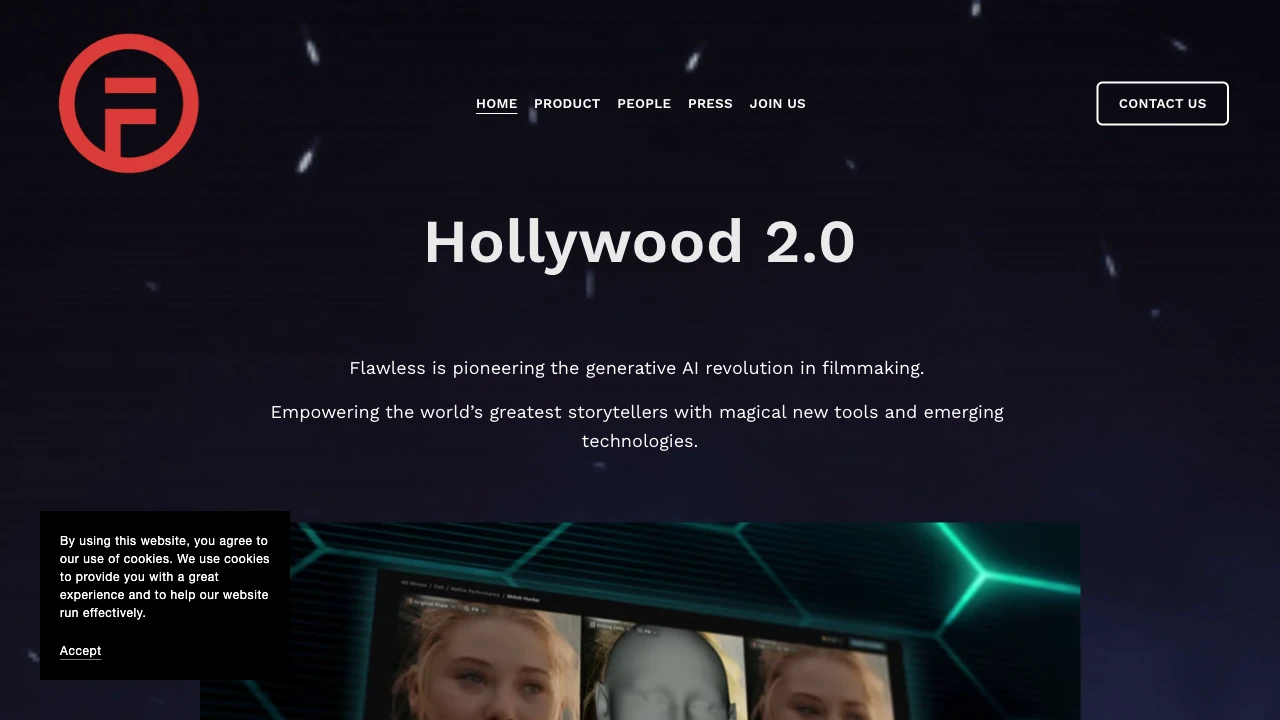 F
HOME PRODUCT PEOPLE PRESS JOIN US
CONTACT US
Hollywood 2.0
Flawless is pioneering the generative AI revolution in filmmaking.
Empowering the world’s greatest storytellers with magical new tools and emerging
technologies.
By using this website, you agree to
our use of cookies. We use cookies
to provide you with a great
experience and to help our website
run effectively.
Accept